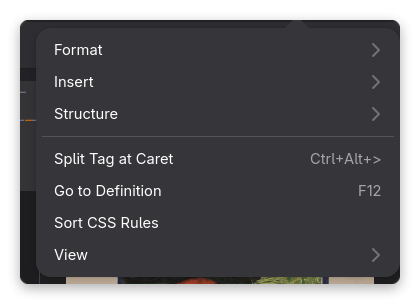 Format
Insert
Structure
Split Tag at Caret Ctrl+Alt+>
Go to Definition F12
Sort CSS Rules
View